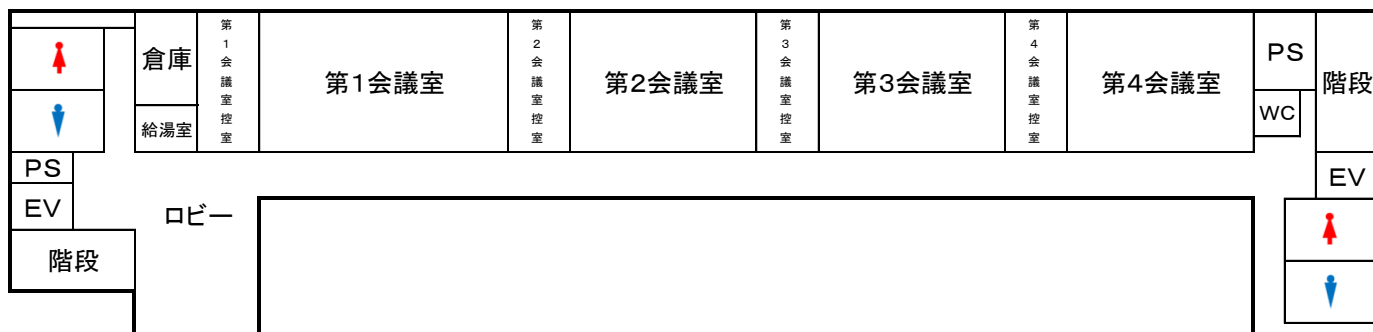 倉庫
給湯室
第1会議室控室
第1会議室
第2会議室控室
第2会議室
第3会議室控室
第3会議室
第4会議室控室
第4会議室
PS
WC
階段
EV
PS
EV
階段
ロビー